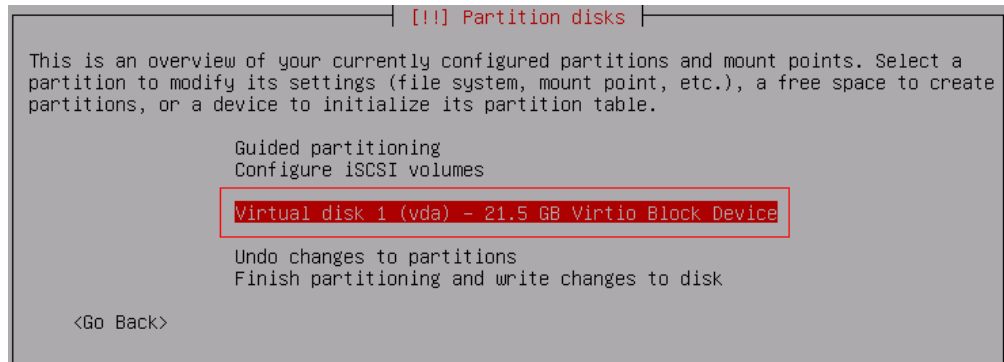 [!!] Partition disks
This is an overview of your currently configured partitions and mount points. Select a
partition to modify its settings (file system, mount point, etc.), a free space to create
partitions, or a device to initialize its partition table.
Guided partitioning
Configure iSCSI volumes
Virtual disk 1 (vda) - 21.5 GB Virtio Block Device
Undo changes to partitions
Finish partitioning and write changes to disk
<Go Back>